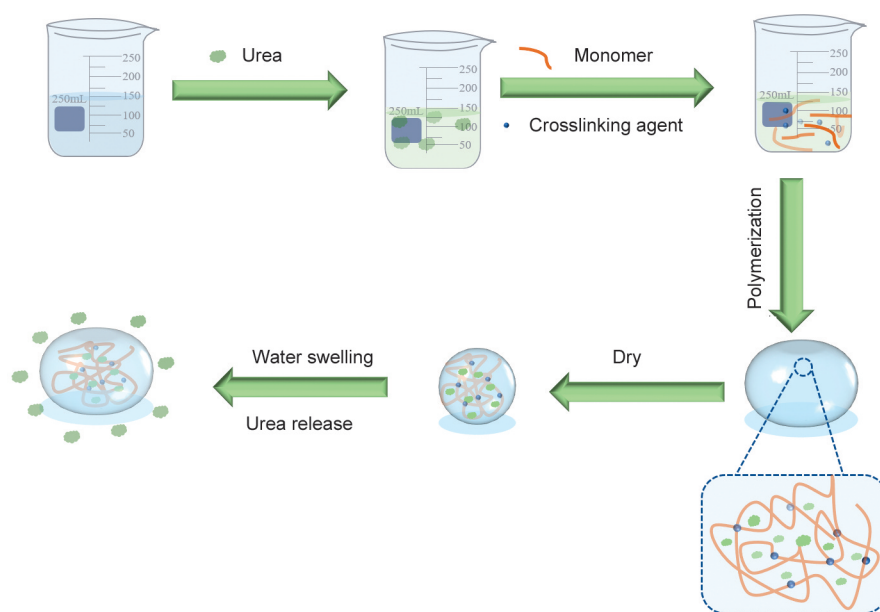 250
200
150
100
50
250mL
Urea
250
200
150
100
50
250mL
Monomer
Crosslinking agent
250
200
150
100
50
250mL
Polymerization
Dry
Water swelling
Urea release